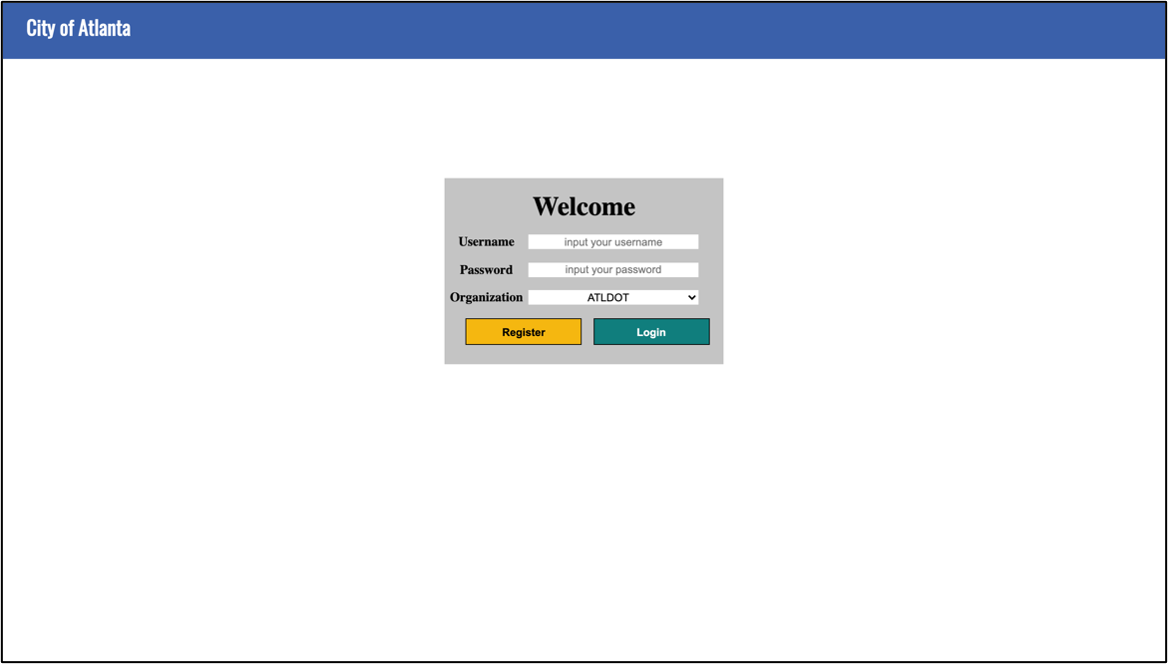 City of Atlanta
Welcome
Username input your username
Password input your password
Organization ATLDOT
Register Login